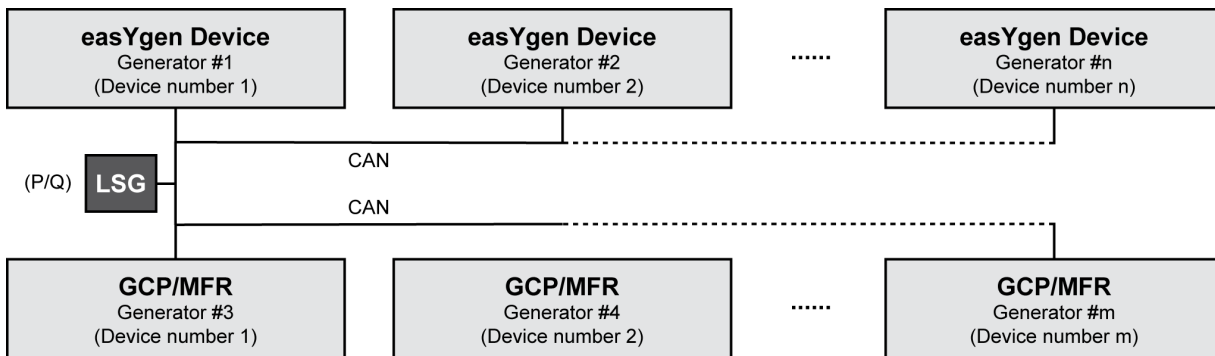 easYgen Device
Generator #1
(Device number 1)
easYgen Device
Generator #2
(Device number 2)
......
easYgen Device
Generator #n
(Device number n)
CAN
(P/Q)
LSG
CAN
GCP/MFR
Generator #3
(Device number 1)
GCP/MFR
Generator #4
(Device number 2)
......
GCP/MFR
Generator #m
(Device number m)